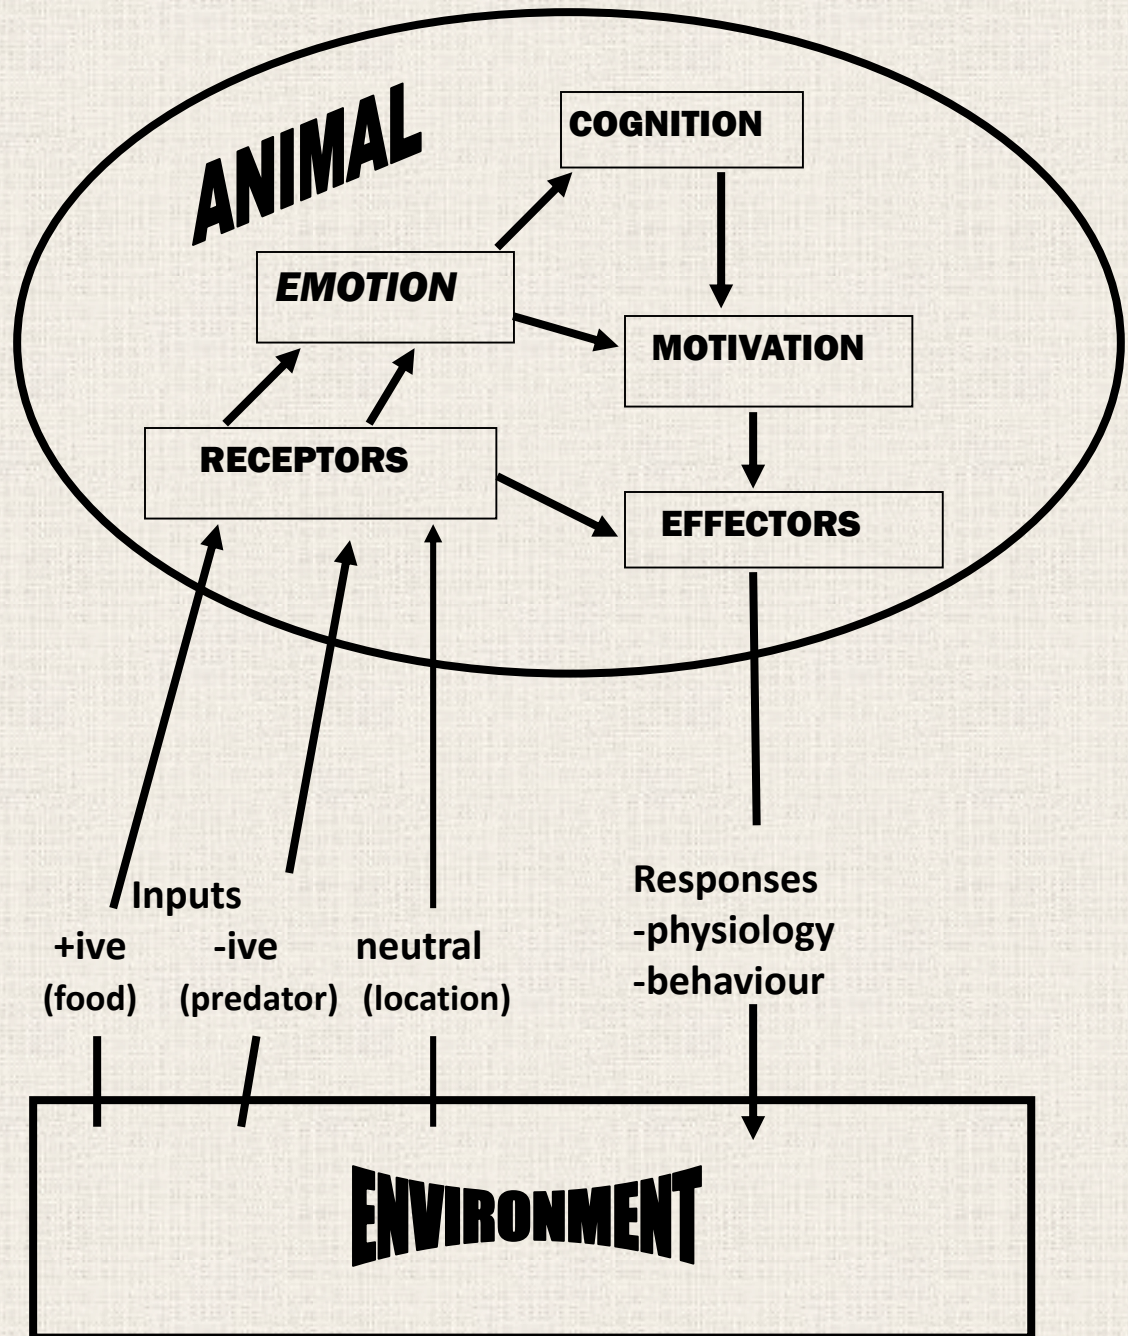 ANIMAL
COGNITION
EMOTION
MOTIVATION
RECEPTORS
EFFECTORS
Inputs
+ive -ive neutral
(food) (predator) (location)
Responses
-physiology
-behaviour
ENVIRONMENT